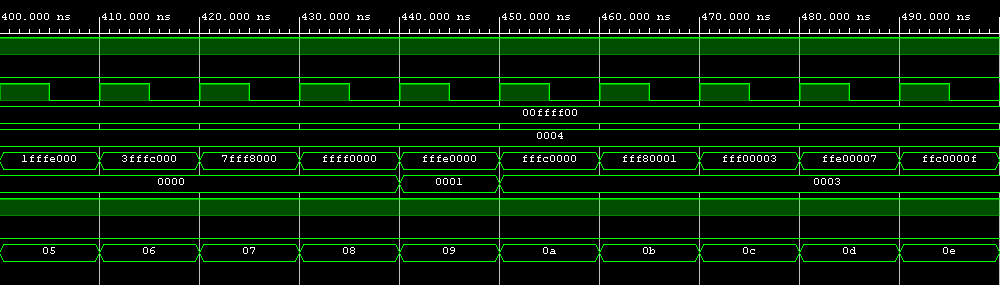 400.000 ns 410.000 ns 420.000 ns 430.000 ns 440.000 ns 450.000 ns 460.000 ns 470.000 ns 480.000 ns 490.000 ns
00ffff00
0004
1fffe000 3fffc000 7fff8000 ffff0000 fffe0000 fffc0000 fff80001 fff00003 ffe00007 ffc0000f
0000 0001 0003
05 06 07 08 09 0a 0b 0c 0d 0e